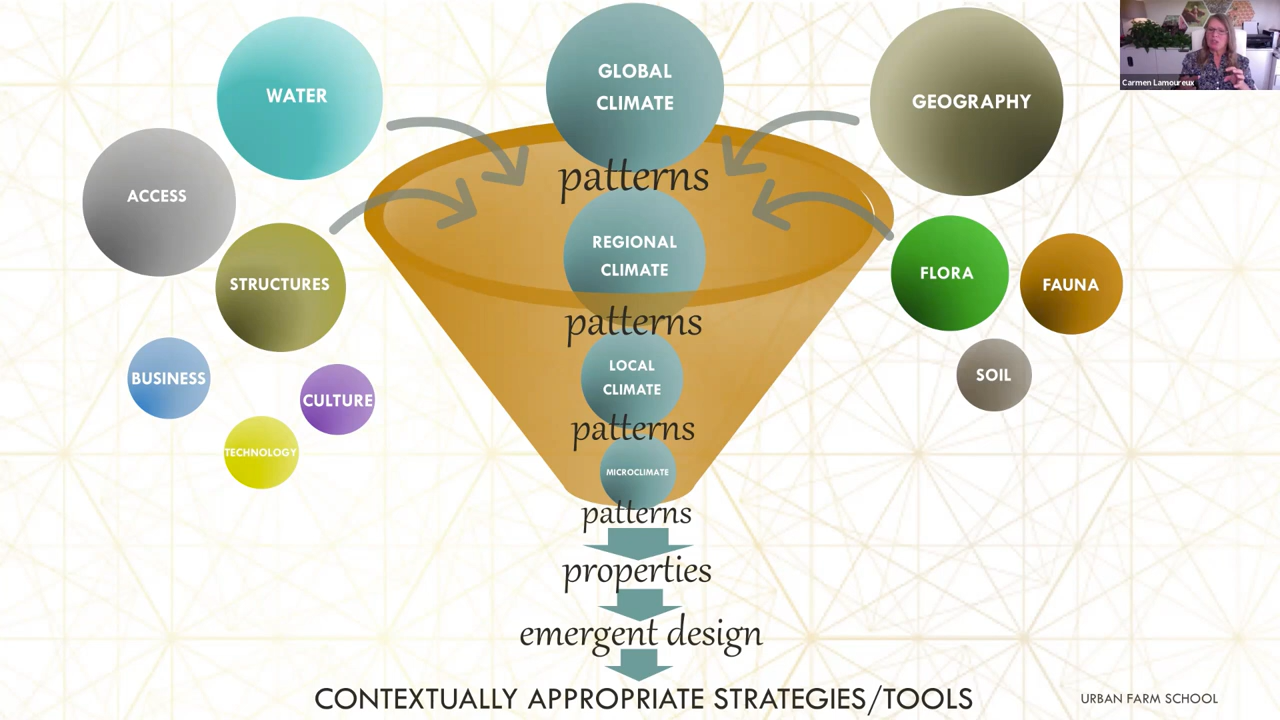 WATER
GLOBAL
CLIMATE
GEOGRAPHY
Carmen Lamoureux
ACCESS
patterns
STRUCTURES
REGIONAL
CLIMATE
FLORA
FAUNA
patterns
BUSINESS
CULTURE
LOCAL
CLIMATE
SOIL
patterns
TECHNOLOGY
MICROCLIMATE
patterns
properties
emergent design
CONTEXTUALLY APPROPRIATE STRATEGIES/TOOLS
URBAN FARM SCHOOL